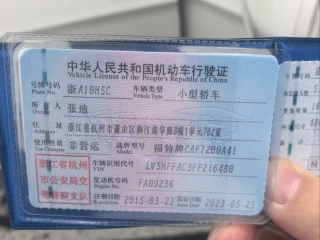 中华人民共和国机动车行驶证
Vehicle License of the People's Republic of China
号牌号码 浙A10H5C 车辆类型 小型轿车
Plate No. Vehicle Type
所有人 张迪
Owner
住址 浙江省杭州市萧山区
Address
使用性质 非营运 品牌型号 福特牌CAF7200A41
Use Character Model
浙江省杭州市公安局交通警察支队
车辆识别代号 LVSHFFAC3FF216480
VIN
发动机号码 FA09236
Engine No.
注册日期 2015-03-23 发证日期 2023-05-25